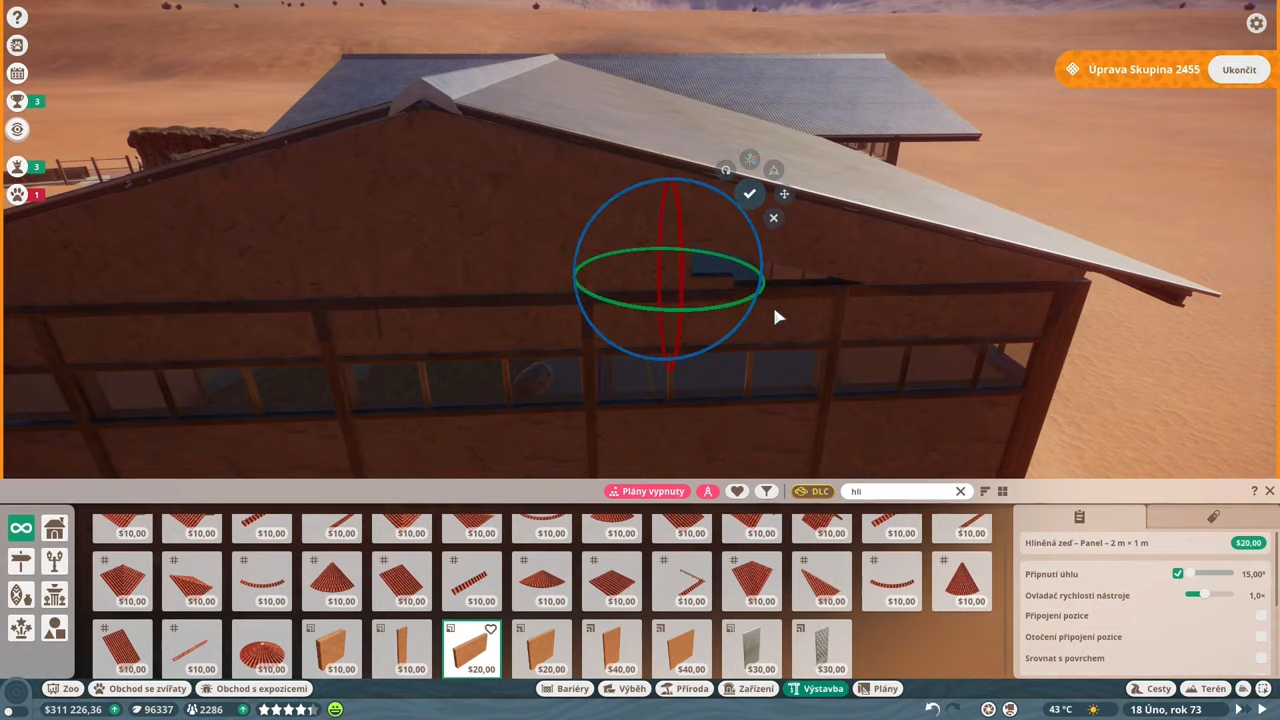 ?
3
3
1
Úprava Skupina 2455
Ukončit
Plány vypnuty
DLC
hli
?
$10,00 $10,00 $10,00 $10,00 $10,00 $10,00 $10,00 $10,00 $10,00 $10,00 $10,00 $10,00 $10,00
$10,00 $10,00 $10,00 $10,00 $10,00 $10,00 $10,00 $10,00 $10,00 $10,00 $10,00 $10,00 $10,00
$10,00 $10,00 $10,00 $10,00 $10,00 $20,00 $20,00 $40,00 $40,00 $30,00 $30,00
Hliněná zeď – Panel – 2 m × 1 m $20,00
Připnutí úhlu 15,00°
Ovladač rychlosti nástroje 1,0×
Připojení pozice
Otočení připojení pozice
Srovnat s povrchem
Zoo Obchod se zvířaty Obchod s expozicemi Bariéry Výběh Příroda Zařízení Výstavba Plány Cesty Terén
$311 226,36 96337 2286 43 °C 18 Úno, rok 73